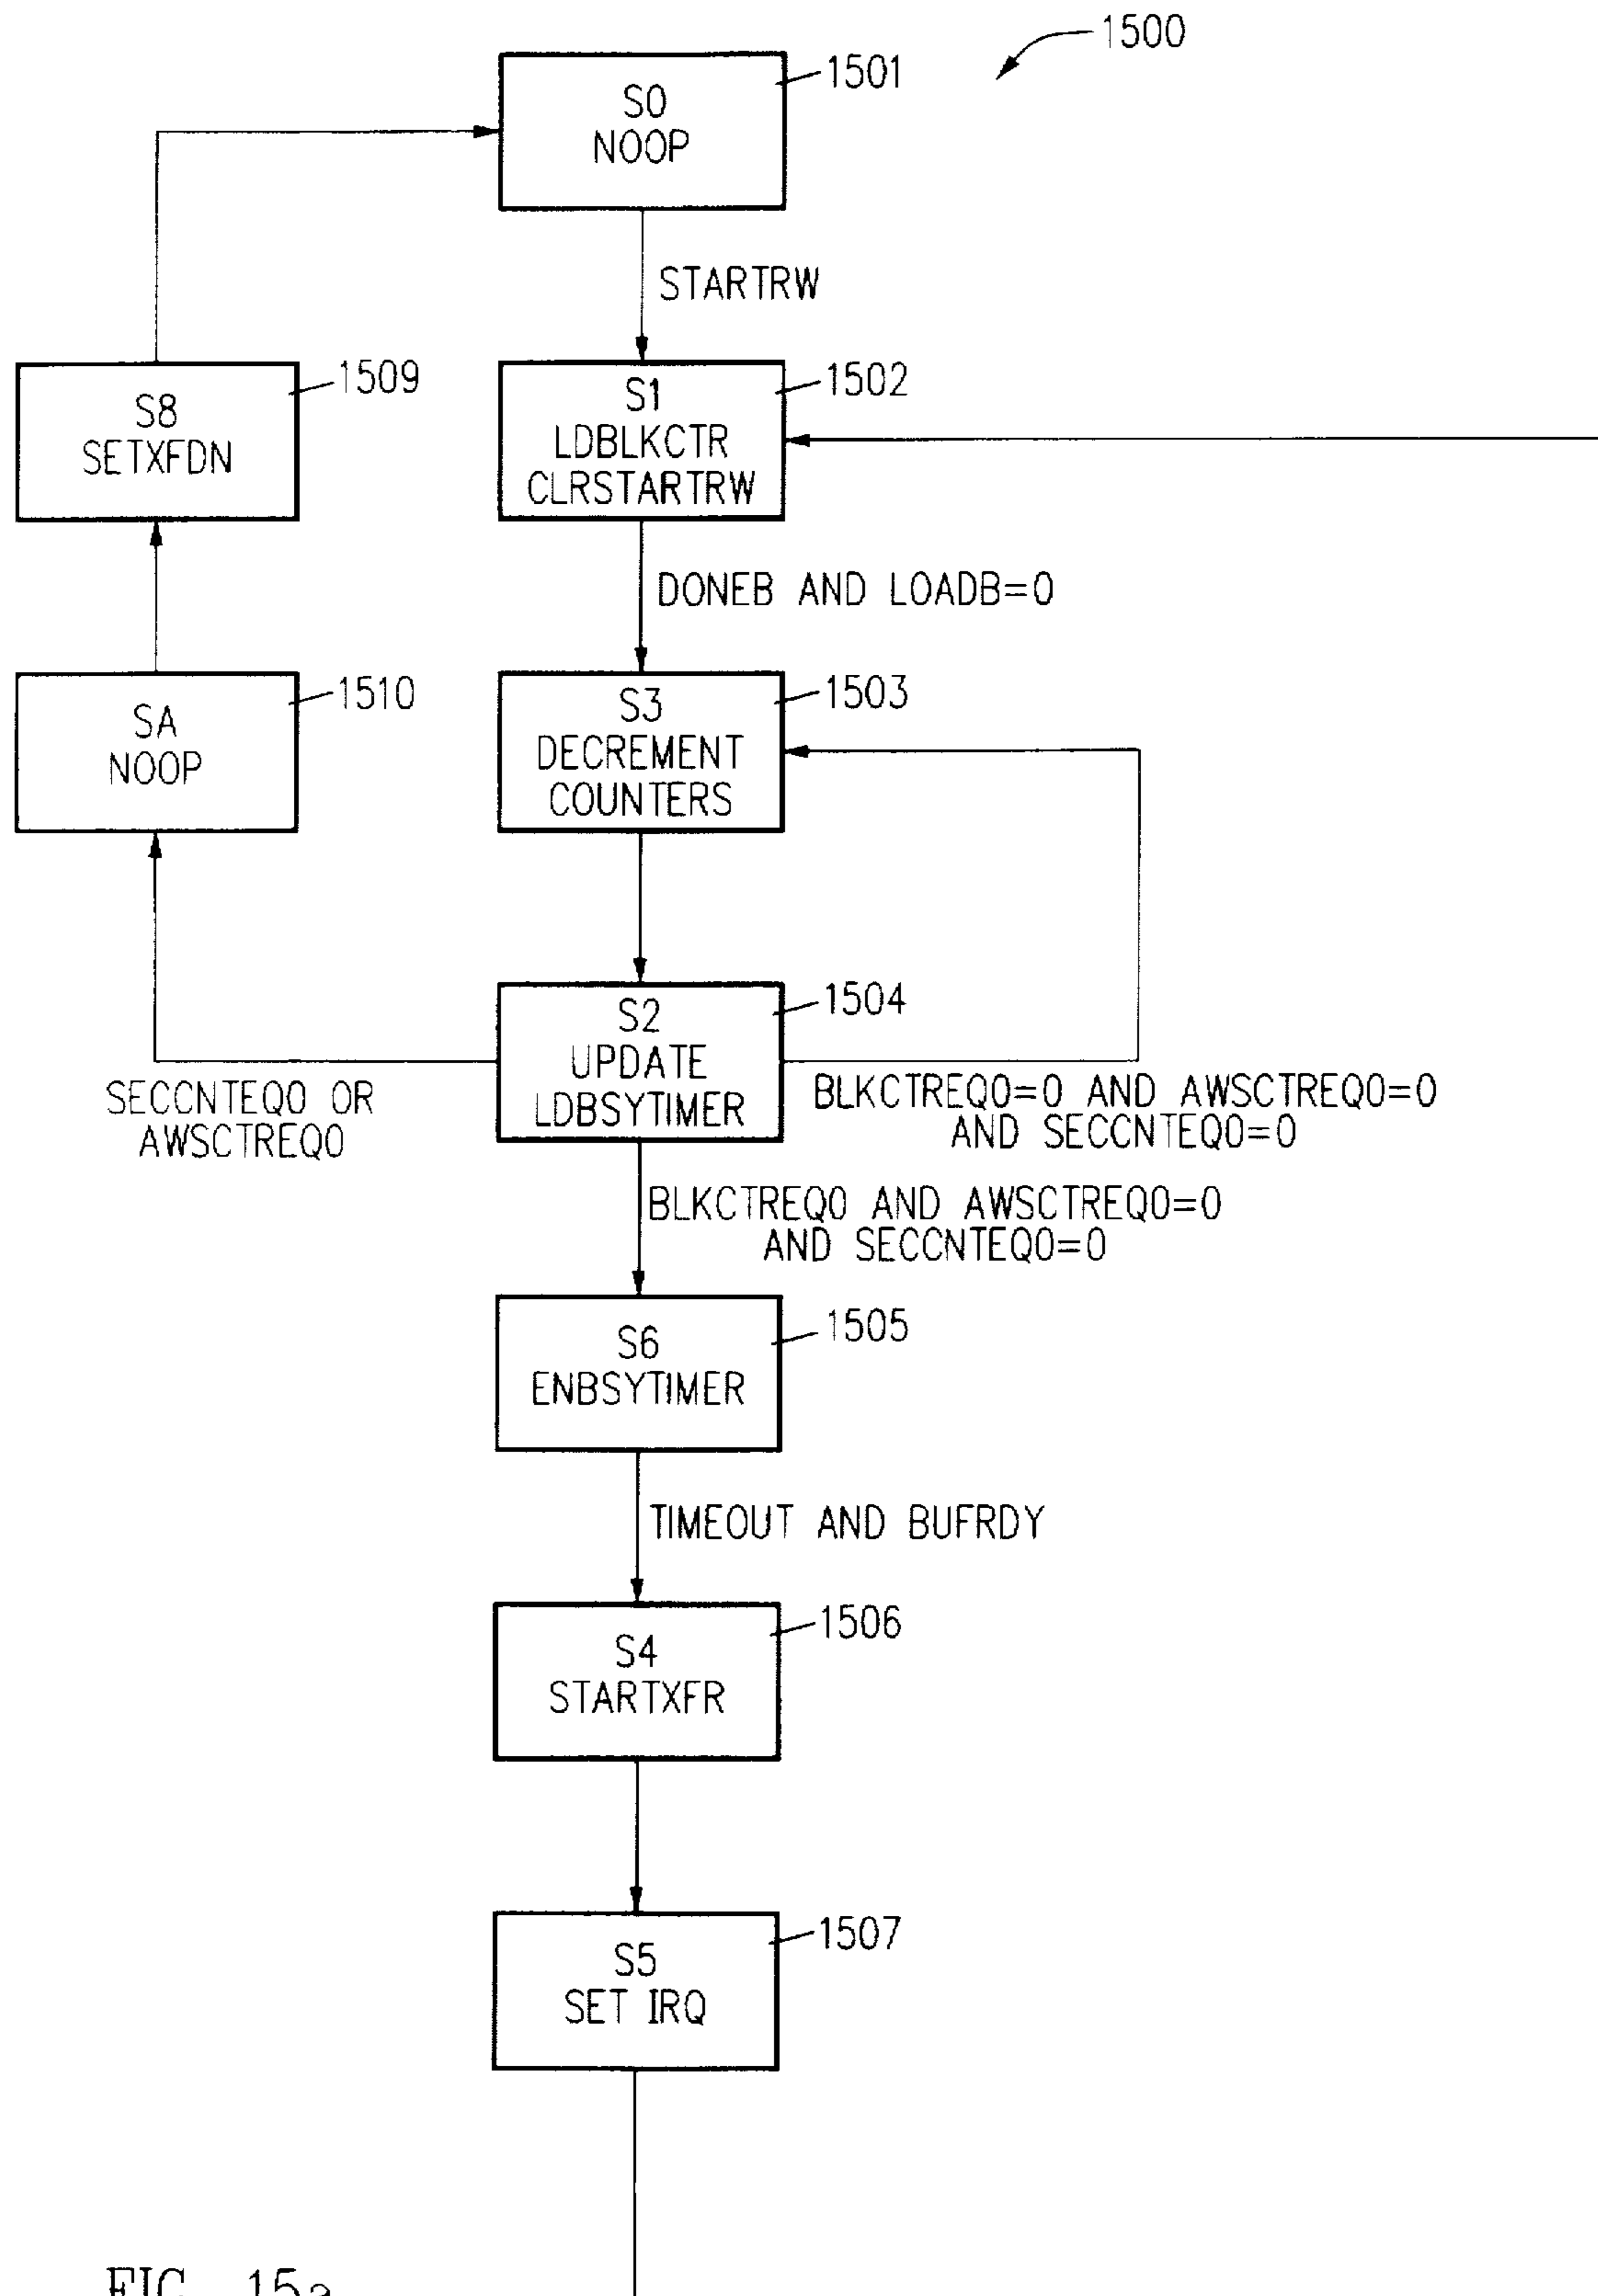 1500
1501
S0
NOOP
STARTRW
1509
S8
SETXFDN
1502
S1
LDBLKCTR
CLRSTARTRW
DONEB AND LOADB=0
1510
SA
NOOP
1503
S3
DECREMENT
COUNTERS
1504
S2
UPDATE
LDBSYTIMER
SECCNTEQ0 OR
AWSCTREQ0
BLKCTREQ0=0 AND AWSCTREQ0=0
AND SECCNTEQ0=0
BLKCTREQ0 AND AWSCTREQ0=0
AND SECCNTEQ0=0
1505
S6
ENBSYTIMER
TIMEOUT AND BUFRDY
1506
S4
STARTXFR
1507
S5
SET IRQ
FIG. 15a